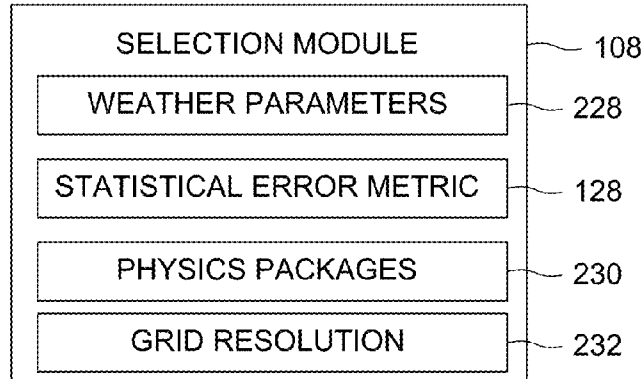 SELECTION MODULE 108
WEATHER PARAMETERS 228
STATISTICAL ERROR METRIC 128
PHYSICS PACKAGES 230
GRID RESOLUTION 232